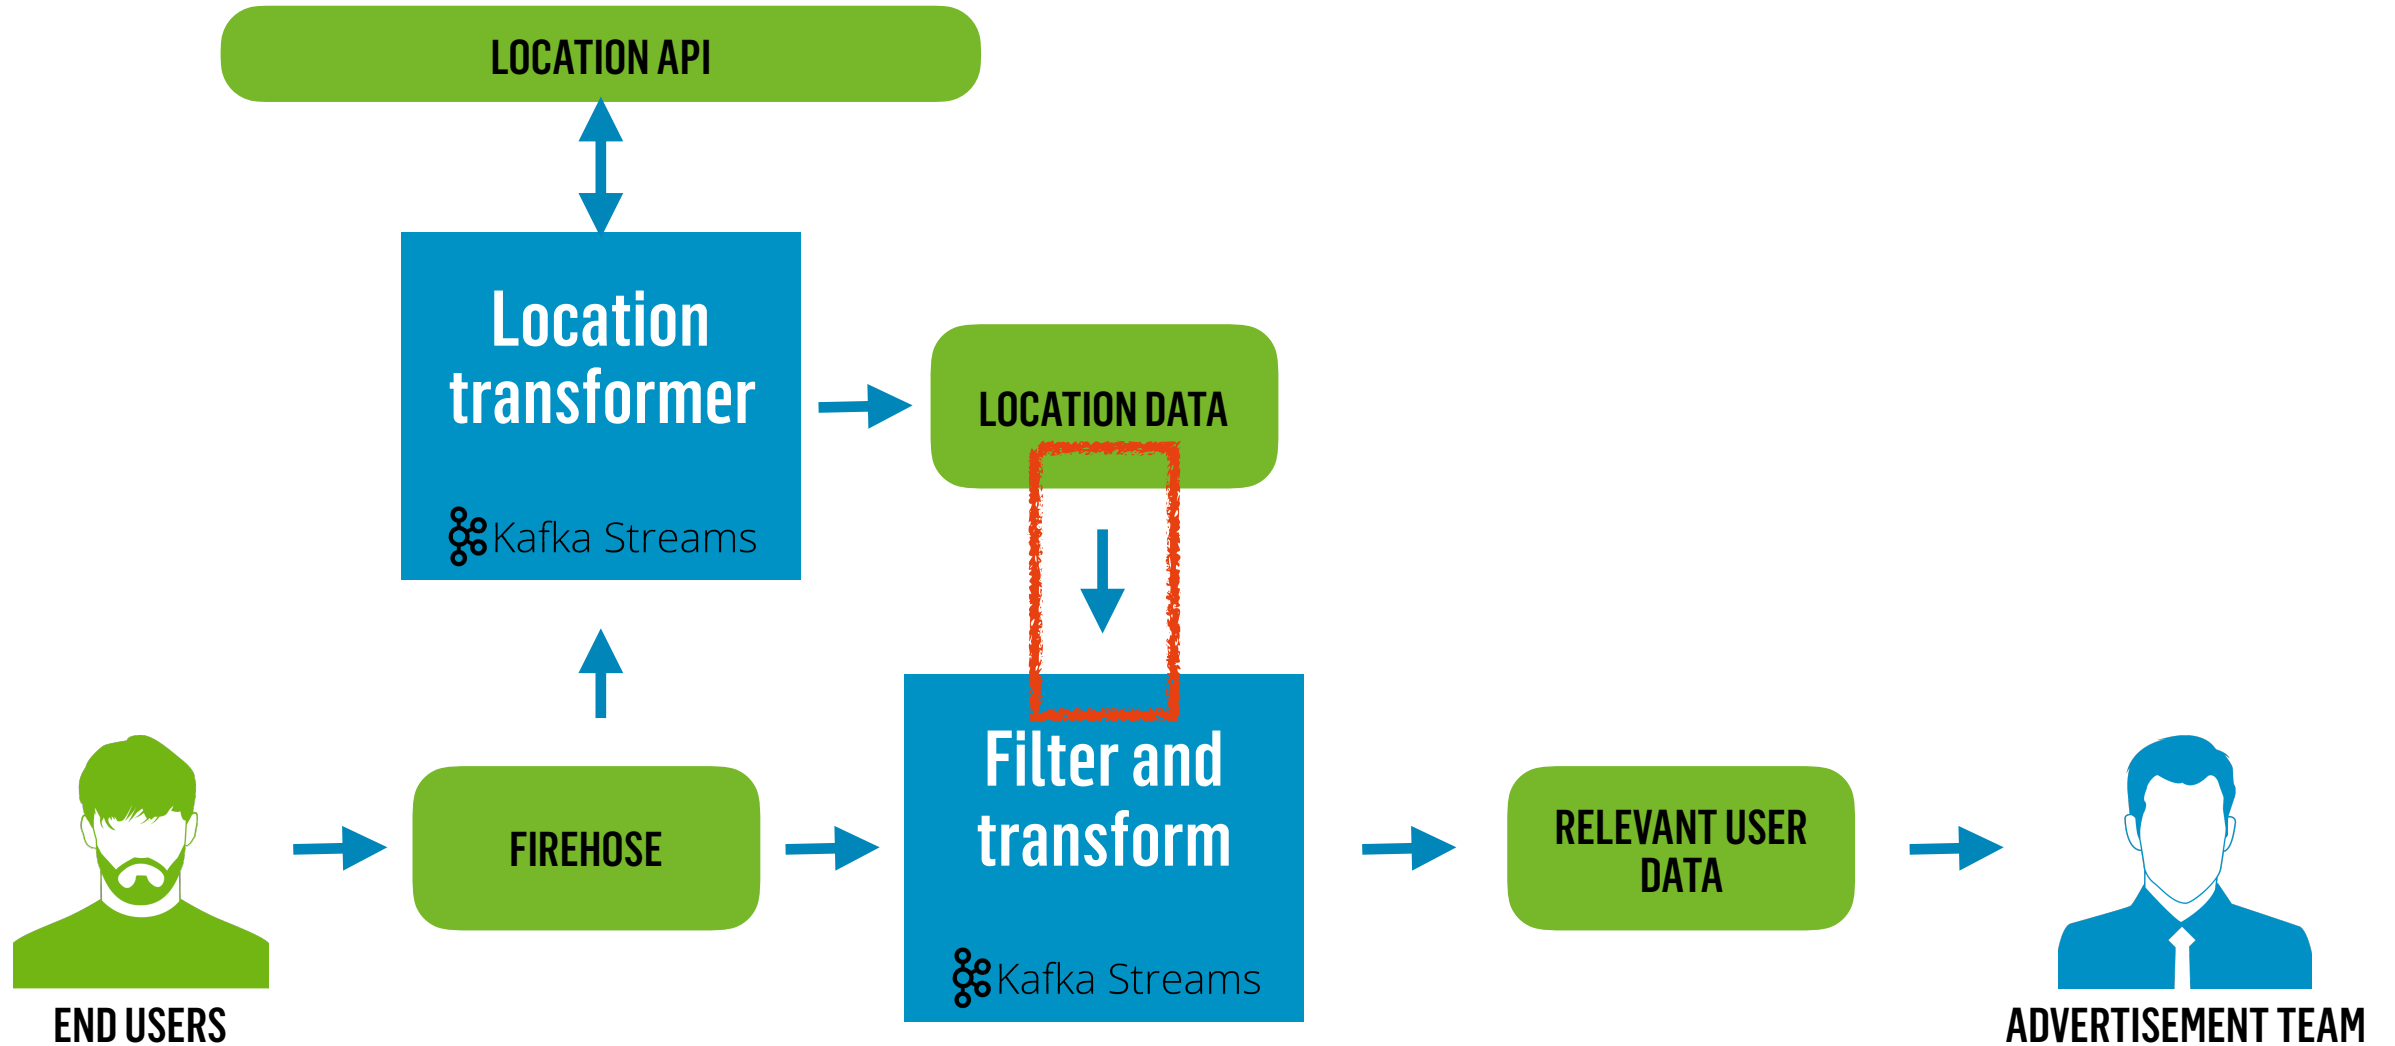 LOCATION API
Location
transformer
Kafka Streams
LOCATION DATA
Filter and
transform
Kafka Streams
FIREHOSE
RELEVANT USER
DATA
END USERS
ADVERTISEMENT TEAM